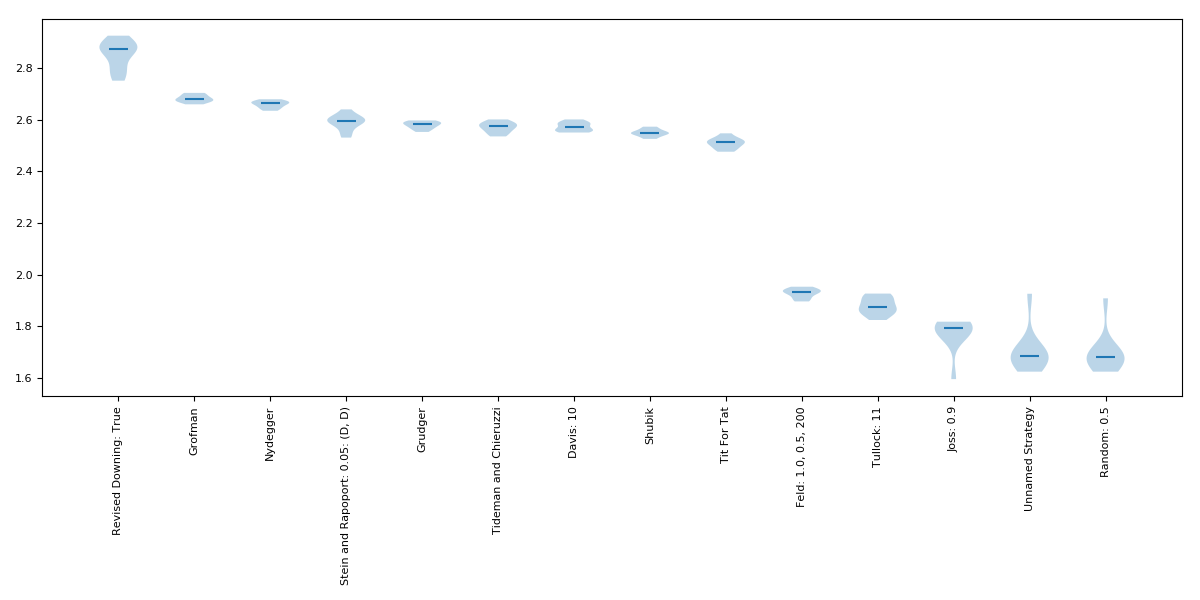 2.8
2.6
2.4
2.2
2.0
1.8
1.6
Revised Downing: True
Grofman
Nydegger
Stein and Rapoport: 0.05: (D, D)
Grudger
Tideman and Chieruzzi
Davis: 10
Shubik
Tit For Tat
Feld: 1.0, 0.5, 200
Tullock: 11
Joss: 0.9
Unnamed Strategy
Random: 0.5